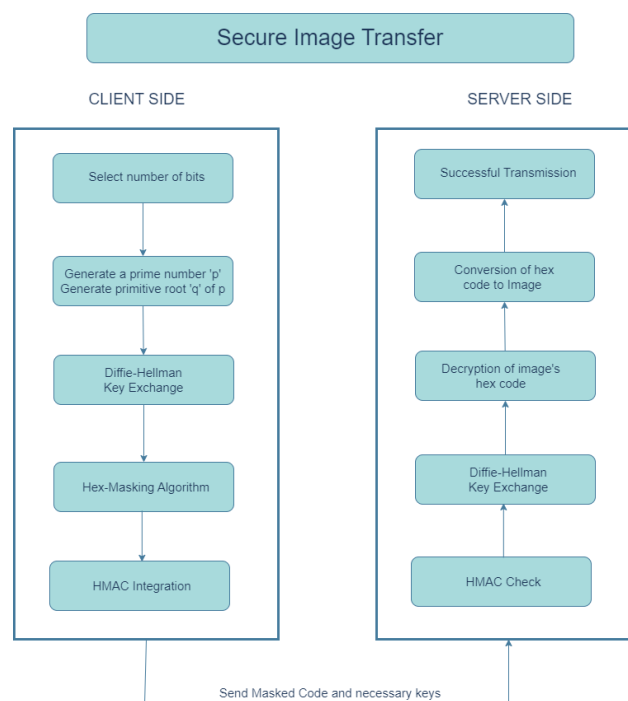 Secure Image Transfer
CLIENT SIDE
SERVER SIDE
Select number of bits
Generate a prime number 'p'
Generate primitive root 'q' of p
Diffie-Hellman
Key Exchange
Hex-Masking Algorithm
HMAC Integration
Successful Transmission
Conversion of hex
code to Image
Decryption of image's
hex code
Diffie-Hellman
Key Exchange
HMAC Check
Send Masked Code and necessary keys